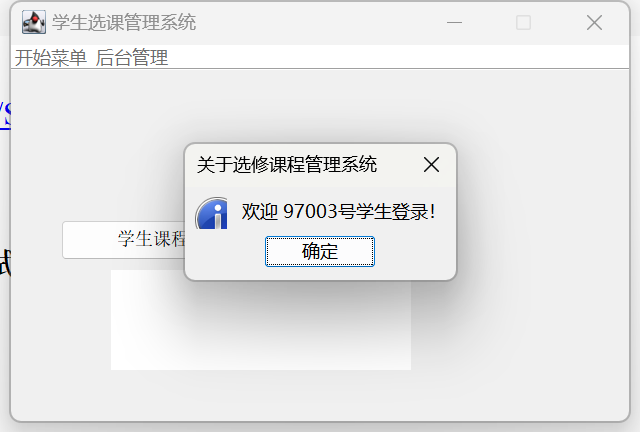 学生选课管理系统
开始菜单 后台管理
关于选修课程管理系统
欢迎 97003号学生登录!
学生课程
确定